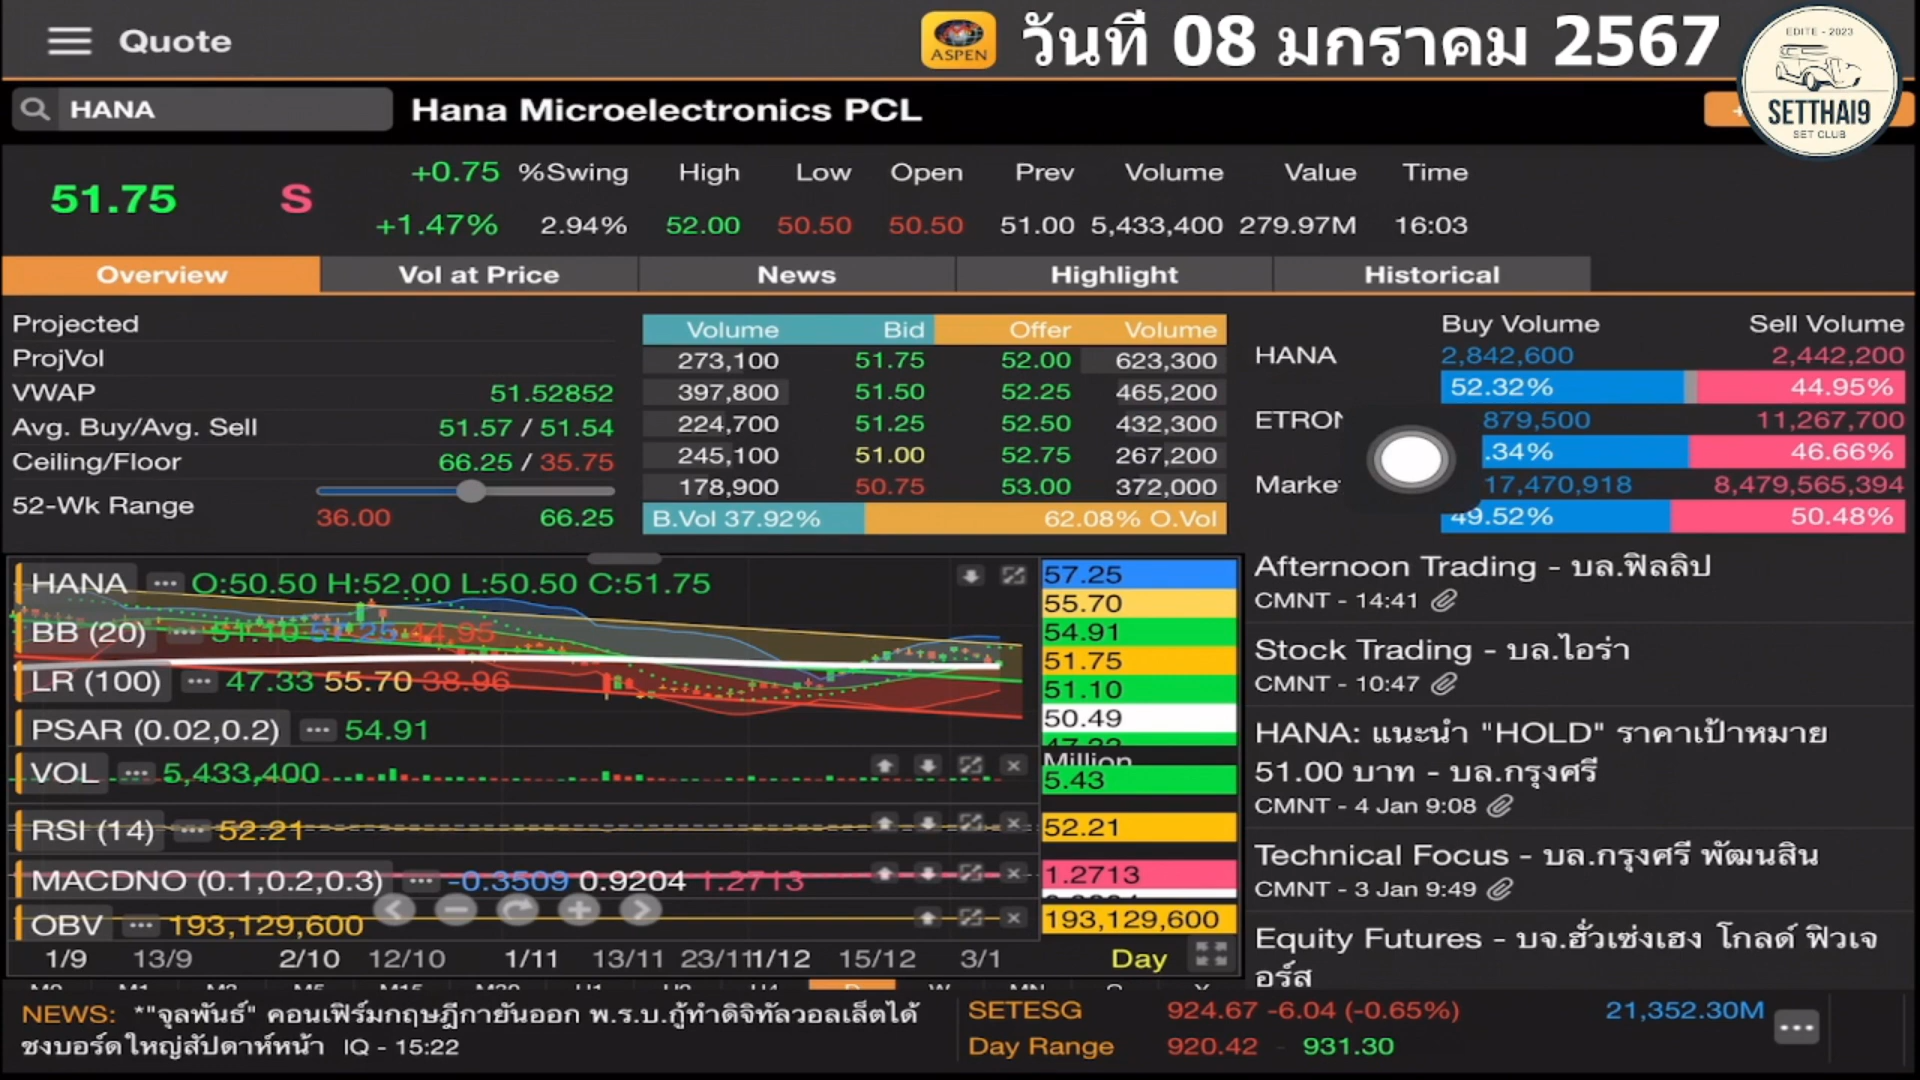 Quote
ASPEN
วันที่ 08 มกราคม 2567
EDITE - 2023
SETTHAI9
SET CLUB
HANA
Hana Microelectronics PCL
51.75 S
+0.75 %Swing High Low Open Prev Volume Value Time
+1.47% 2.94% 52.00 50.50 50.50 51.00 5,433,400 279.97M 16:03
Overview Vol at Price News Highlight Historical
Projected
ProjVol
VWAP 51.52852
Avg. Buy/Avg. Sell 51.57 / 51.54
Ceiling/Floor 66.25 / 35.75
52-Wk Range
36.00 66.25
Volume Bid Offer Volume
273,100 51.75 52.00 623,300
397,800 51.50 52.25 465,200
224,700 51.25 52.50 432,300
245,100 51.00 52.75 267,200
178,900 50.75 53.00 372,000
B.Vol 37.92% 62.08% O.Vol
Buy Volume Sell Volume
HANA 2,842,600 2,442,200
52.32% 44.95%
ETRON 879,500 11,267,700
.34% 46.66%
Marke 17,470,918 8,479,565,394
49.52% 50.48%
HANA O:50.50 H:52.00 L:50.50 C:51.75
BB (20) 51.10 57.25 44.95
LR (100) 47.33 55.70 38.96
PSAR (0.02,0.2) 54.91
VOL 5,433,400
RSI (14) 52.21
MACDNO (0.1,0.2,0.3) -0.3509 0.9204 1.2713
OBV 193,129,600
57.25
55.70
54.91
51.75
51.10
50.49
47.33
Million
5.43
52.21
1.2713
193,129,600
1/9 13/9 2/10 12/10 1/11 13/11 23/11 1/12 15/12 3/1 Day
Afternoon Trading - บล.ฟิลลิป
CMNT - 14:41
Stock Trading - บล.ไอร่า
CMNT - 10:47
HANA: แนะนำ "HOLD" ราคาเป้าหมาย
51.00 บาท - บล.กรุงศรี
CMNT - 4 Jan 9:08
Technical Focus - บล.กรุงศรี พัฒนสิน
CMNT - 3 Jan 9:49
Equity Futures - บจ.ฮั่วเซ่งเฮง โกลด์ ฟิวเจ
อร์ส
NEWS: *"จุลพันธ์" คอนเฟิร์มกฤษฎีกายันออก พ.ร.บ.กู้ทำดิจิทัลวอลเล็ตได้
ชงบอร์ดใหญ่สัปดาห์หน้า IQ - 15:22
SETESG 924.67 -6.04 (-0.65%) 21,352.30M
Day Range 920.42 - 931.30